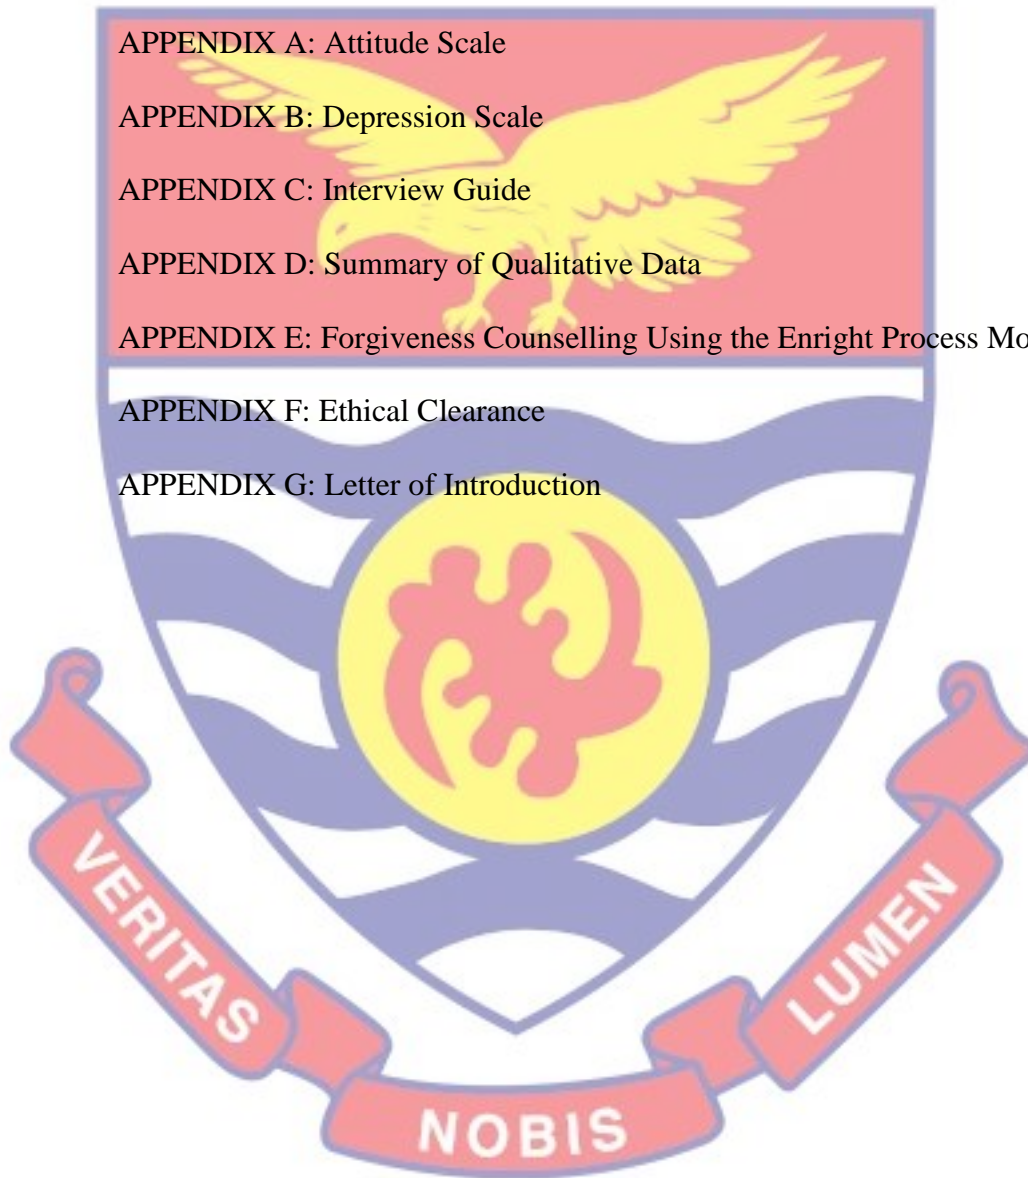 APPENDIX A: Attitude Scale
APPENDIX B: Depression Scale
APPENDIX C: Interview Guide
APPENDIX D: Summary of Qualitative Data
APPENDIX E: Forgiveness Counselling Using the Enright Process Mo
APPENDIX F: Ethical Clearance
APPENDIX G: Letter of Introduction
VERITAS
NOBIS
LUMEN